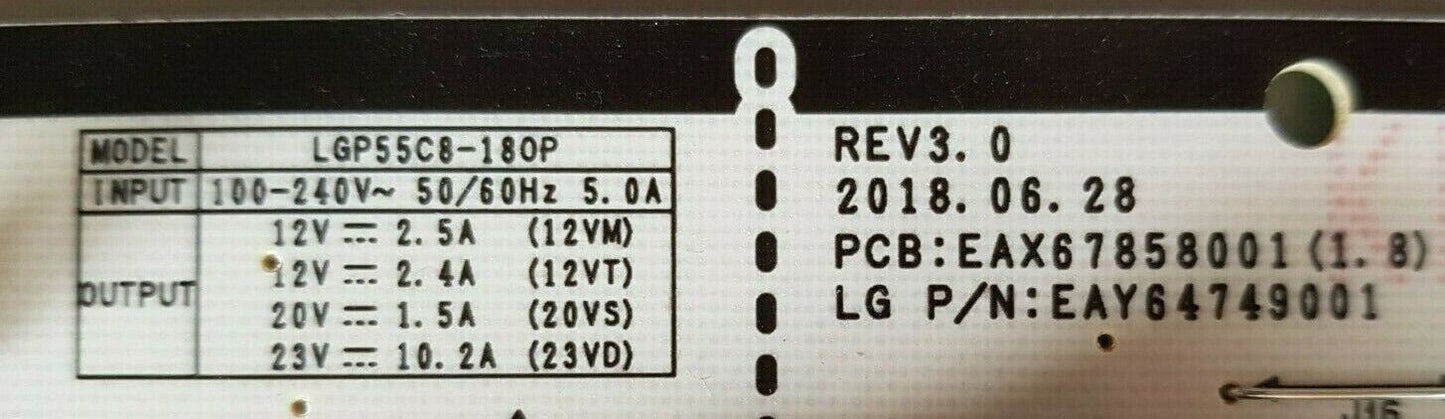 MODEL LGP55C8-18OP
INPUT 100-240V~ 50/60Hz 5.0A
OUTPUT
12V ⎓ 2.5A (12VM)
12V ⎓ 2.4A (12VT)
20V ⎓ 1.5A (20VS)
23V ⎓ 10.2A (23VD)
REV3.0
2018.06.28
PCB:EAX67858001(1.8)
LG P/N:EAY64749001